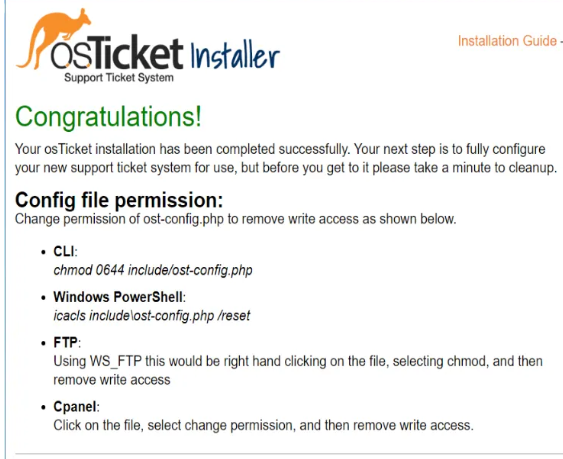 osTicket Installer
Support Ticket System
Installation Guide -
Congratulations!
Your osTicket installation has been completed successfully. Your next step is to fully configure
your new support ticket system for use, but before you get to it please take a minute to cleanup.
Config file permission:
Change permission of ost-config.php to remove write access as shown below.
• CLI:
chmod 0644 include/ost-config.php
• Windows PowerShell:
icacls include\ost-config.php /reset
• FTP:
Using WS_FTP this would be right hand clicking on the file, selecting chmod, and then
remove write access
• Cpanel:
Click on the file, select change permission, and then remove write access.